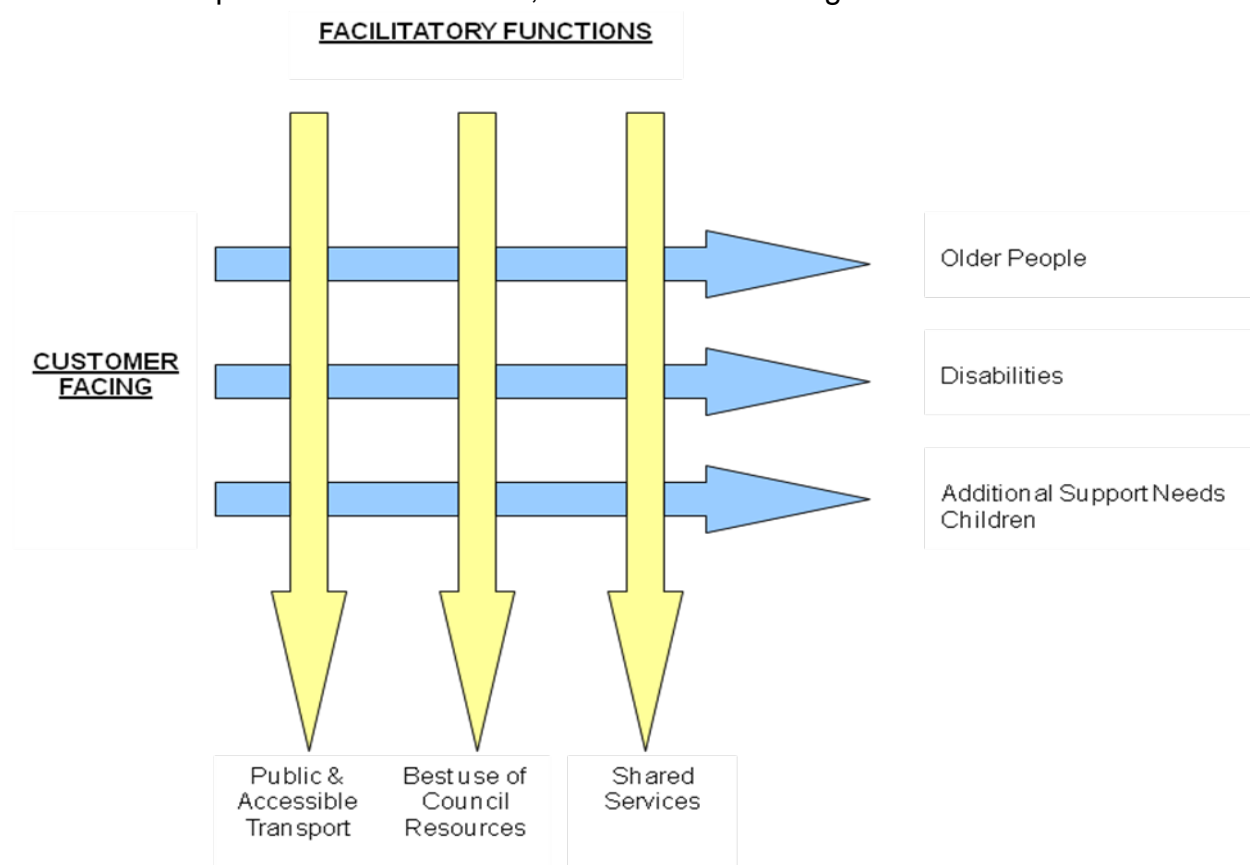 FACILITATORY FUNCTIONS
CUSTOMER
FACING
Older People
Disabilities
Additional Support Needs
Children
Public &
Accessible
Transport
Best use of
Council
Resources
Shared
Services